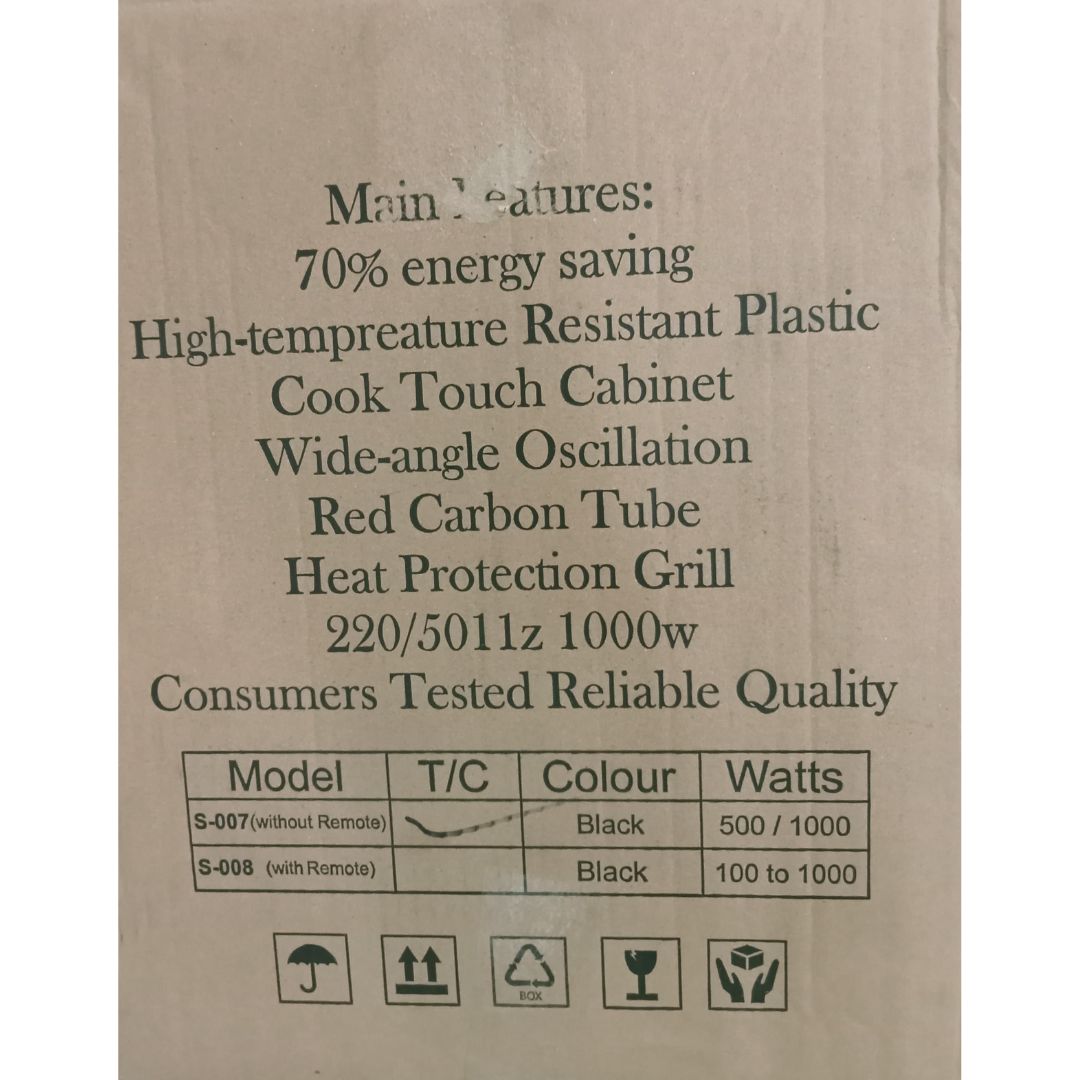 Main Features:
70% energy saving
High-tempreature Resistant Plastic
Cook Touch Cabinet
Wide-angle Oscillation
Red Carbon Tube
Heat Protection Grill
220/5011z 1000w
Consumers Tested Reliable Quality
Model T/C Colour Watts
S-007(without Remote) Black 500 / 1000
S-008 (with Remote) Black 100 to 1000
BOX